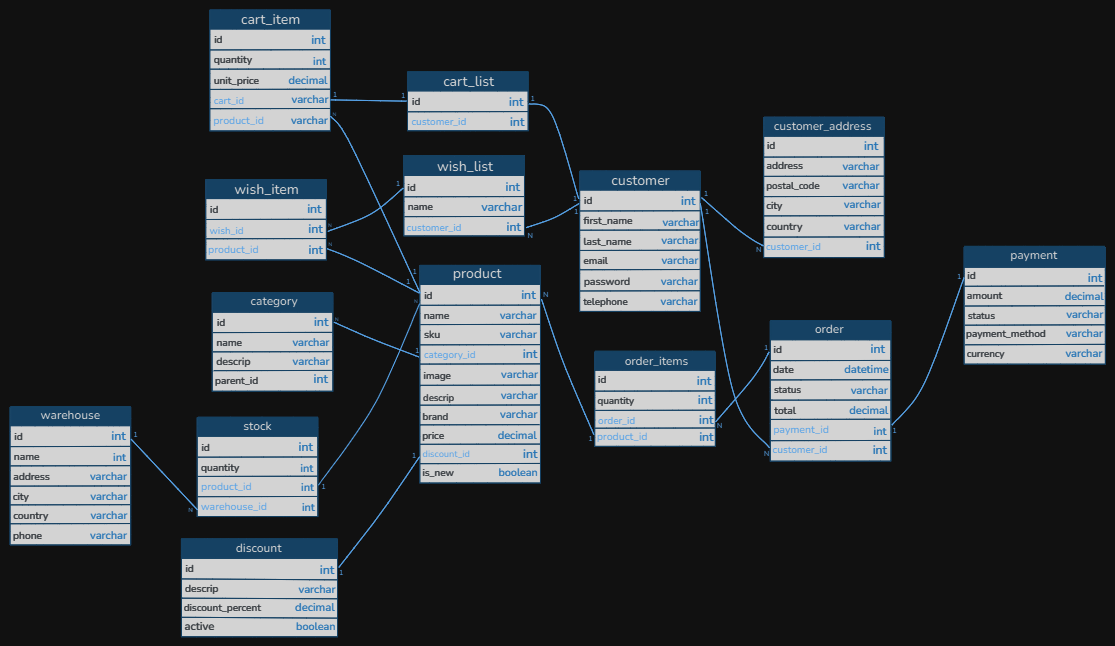 cart_item
id int
quantity int
unit_price decimal
cart_id varchar 1
product_id varchar N
cart_list
1 id int 1
customer_id int
wish_list
1 id int
name varchar
customer_id int N
wish_item
id int
wish_id int N
product_id int N
customer
1 id int 1
1 first_name varchar 1
last_name varchar
email varchar
password varchar
telephone varchar
customer_address
id int
address varchar
postal_code varchar
city varchar
country varchar
N customer_id int
payment
1 id int
amount decimal
status varchar
payment_method varchar
currency varchar
product
1
1
N id int N
name varchar
sku varchar
1 category_id int
image varchar
descrip varchar
brand varchar
price decimal
1 discount_id int
is_new boolean
category
id int N
name varchar
descrip varchar
parent_id int
order_items
id int
quantity int
order_id int N
1 product_id int
order
1 id int
date datetime
status varchar
total decimal
payment_id int 1
N customer_id int
warehouse
id int 1
name int
address varchar
city varchar
country varchar
phone varchar
stock
id int
quantity int
product_id int 1
N warehouse_id int
discount
id int 1
descrip varchar
discount_percent decimal
active boolean